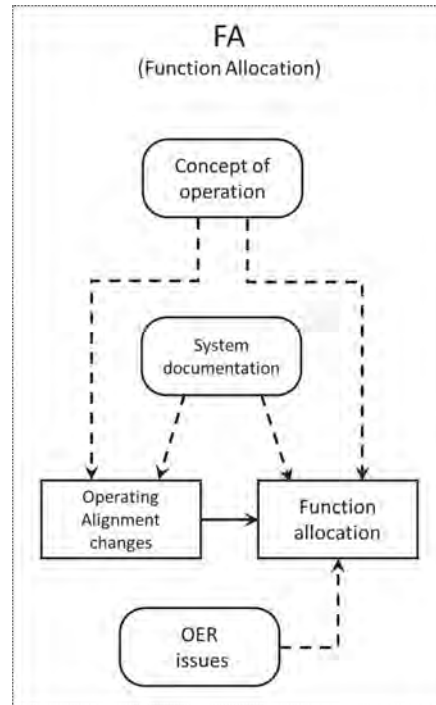 FA
(Function Allocation)
Concept of
operation
System
documentation
Operating
Alignment
changes
Function
allocation
OER
issues